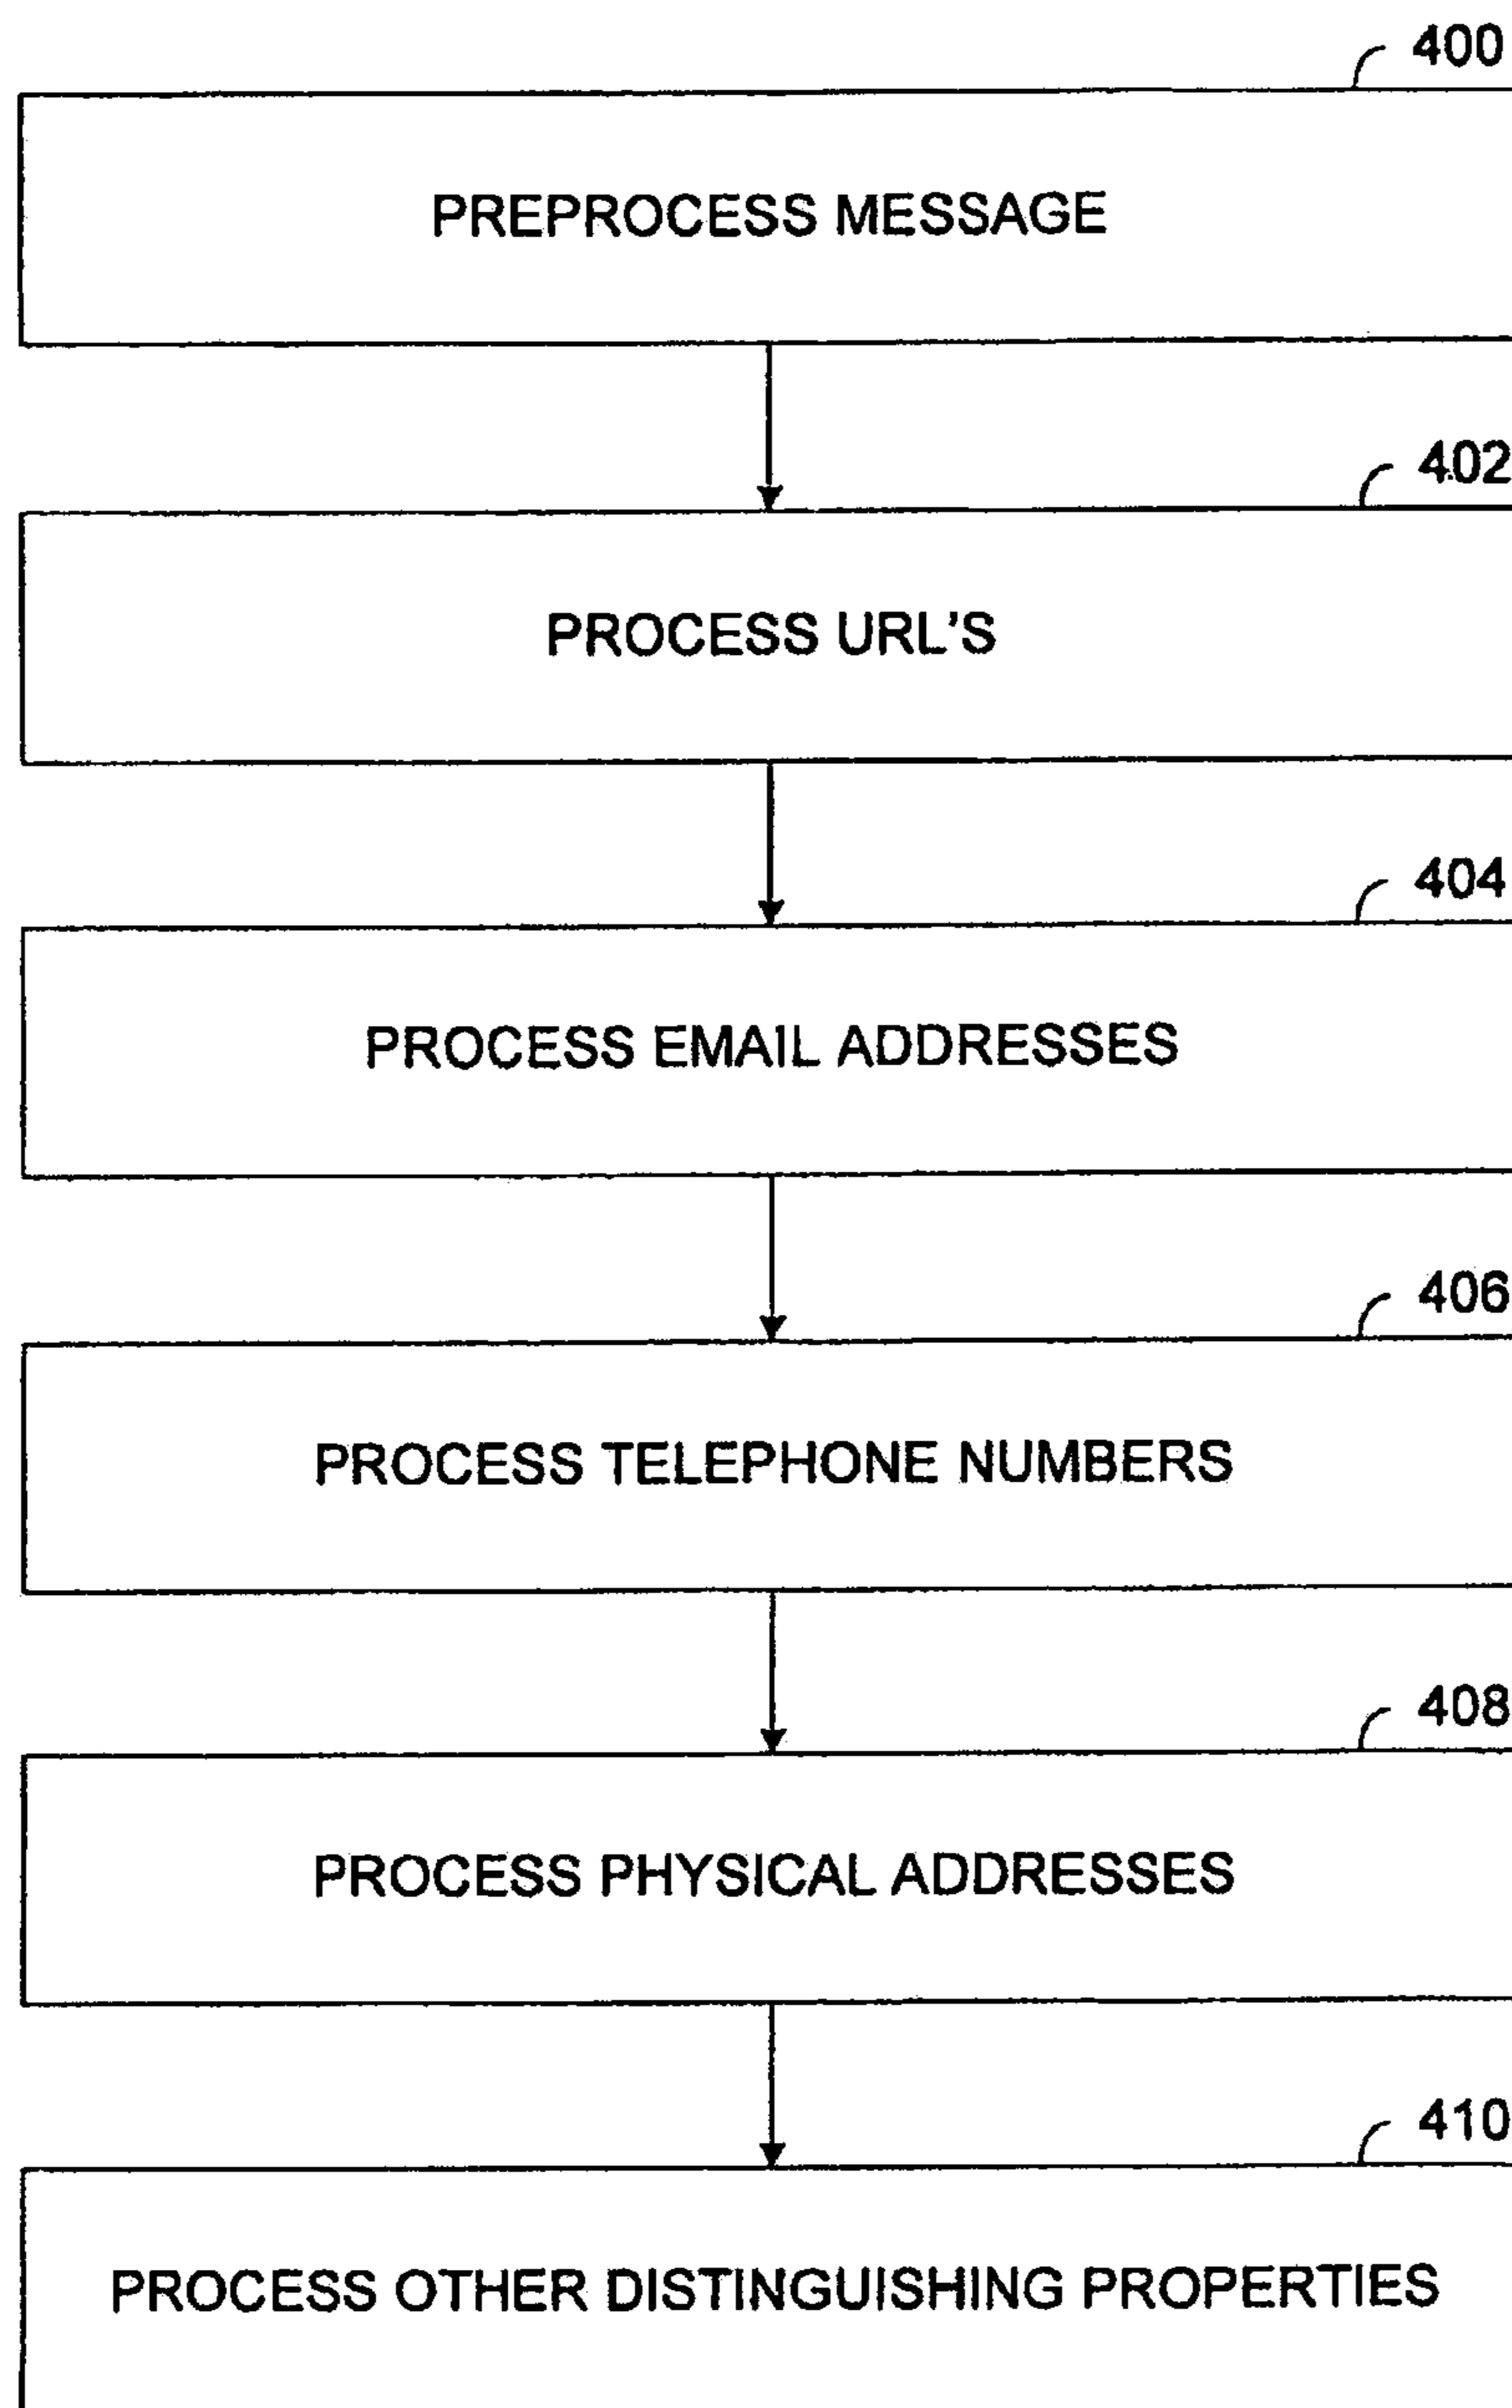 400
PREPROCESS MESSAGE
402
PROCESS URL'S
404
PROCESS EMAIL ADDRESSES
406
PROCESS TELEPHONE NUMBERS
408
PROCESS PHYSICAL ADDRESSES
410
PROCESS OTHER DISTINGUISHING PROPERTIES